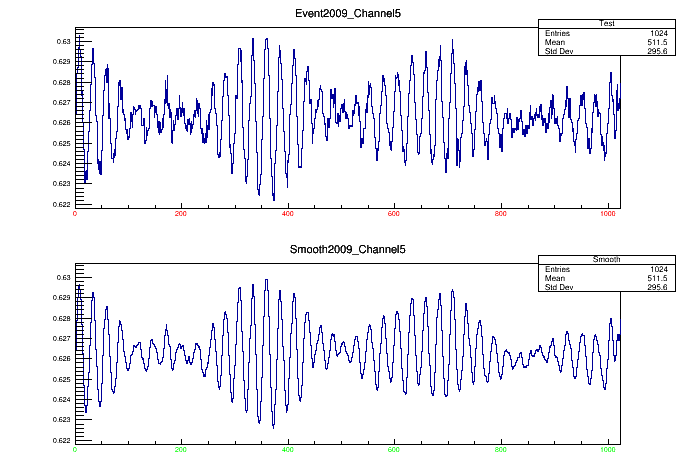 Event2009_Channel5
Test
Entries 1024
Mean 511.5
Std Dev 295.6
0.63
0.629
0.628
0.627
0.626
0.625
0.624
0.623
0.622
0 200 400 600 800 1000
Smooth2009_Channel5
Smooth
Entries 1024
Mean 511.5
Std Dev 295.6
0.63
0.629
0.628
0.627
0.626
0.625
0.624
0.623
0.622
0 200 400 600 800 1000